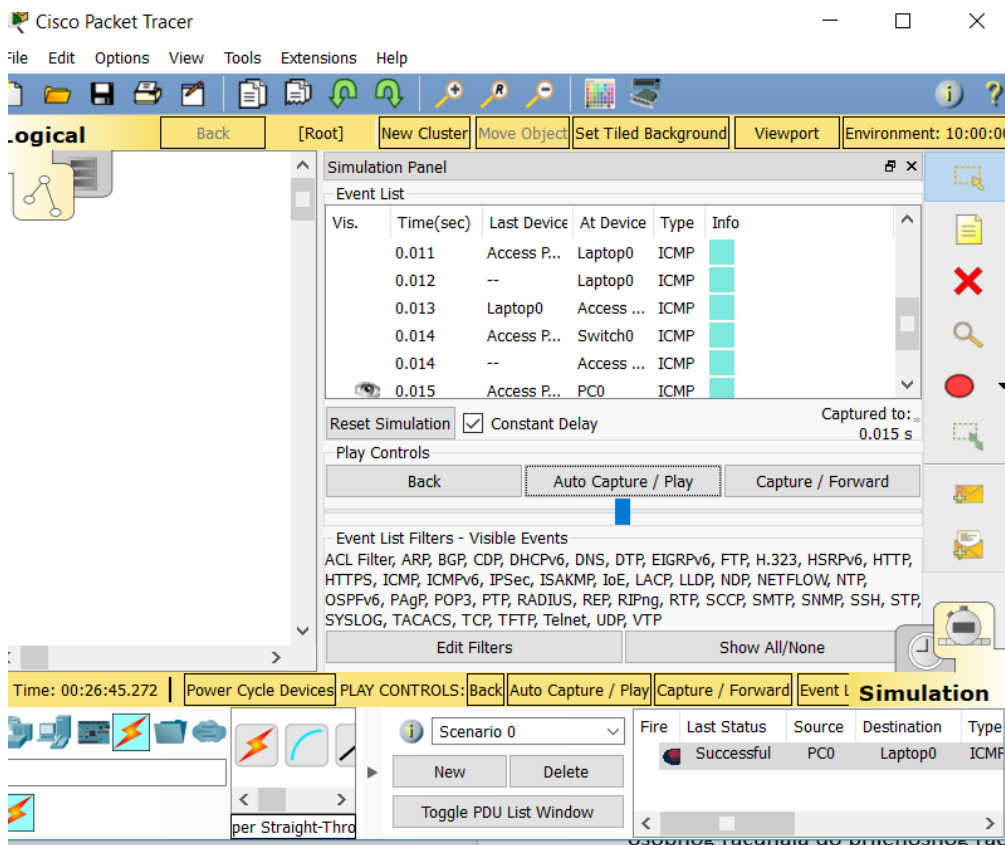 Cisco Packet Tracer
File Edit Options View Tools Extensions Help
Logical Back [Root] New Cluster Move Object Set Tiled Background Viewport Environment: 10:00:00
Simulation Panel
Event List
Vis. Time(sec) Last Device At Device Type Info
0.011 Access P... Laptop0 ICMP
0.012 -- Laptop0 ICMP
0.013 Laptop0 Access ... ICMP
0.014 Access P... Switch0 ICMP
0.014 -- Access ... ICMP
0.015 Access P... PC0 ICMP
Reset Simulation Constant Delay Captured to: *
0.015 s
Play Controls
Back Auto Capture / Play Capture / Forward
Event List Filters - Visible Events
ACL Filter, ARP, BGP, CDP, DHCPv6, DNS, DTP, EIGRPv6, FTP, H.323, HSRPv6, HTTP,
HTTPS, ICMP, ICMPv6, IPSec, ISAKMP, IoE, LACP, LLDP, NDP, NETFLOW, NTP,
OSPFv6, PAgP, POP3, PTP, RADIUS, REP, RIPng, RTP, SCCP, SMTP, SNMP, SSH, STP,
SYSLOG, TACACS, TCP, TFTP, Telnet, UDP, VTP
Edit Filters Show All/None
Time: 00:26:45.272 Power Cycle Devices PLAY CONTROLS: Back Auto Capture / Play Capture / Forward Event L Simulation
Scenario 0
New Delete
Toggle PDU List Window
Fire Last Status Source Destination Type
Successful PC0 Laptop0 ICMP
per Straight-Thro